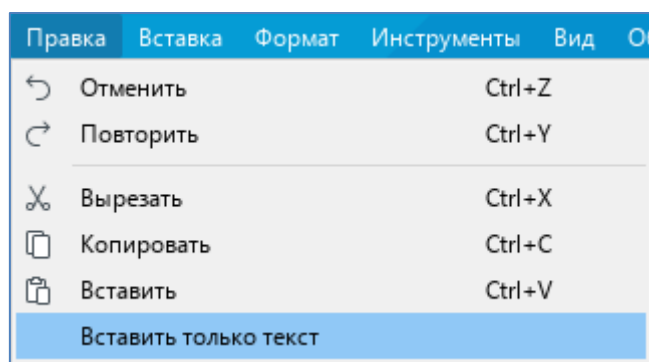 Правка Вставка Формат Инструменты Вид
Отменить Ctrl+Z
Повторить Ctrl+Y
Вырезать Ctrl+X
Копировать Ctrl+C
Вставить Ctrl+V
Вставить только текст